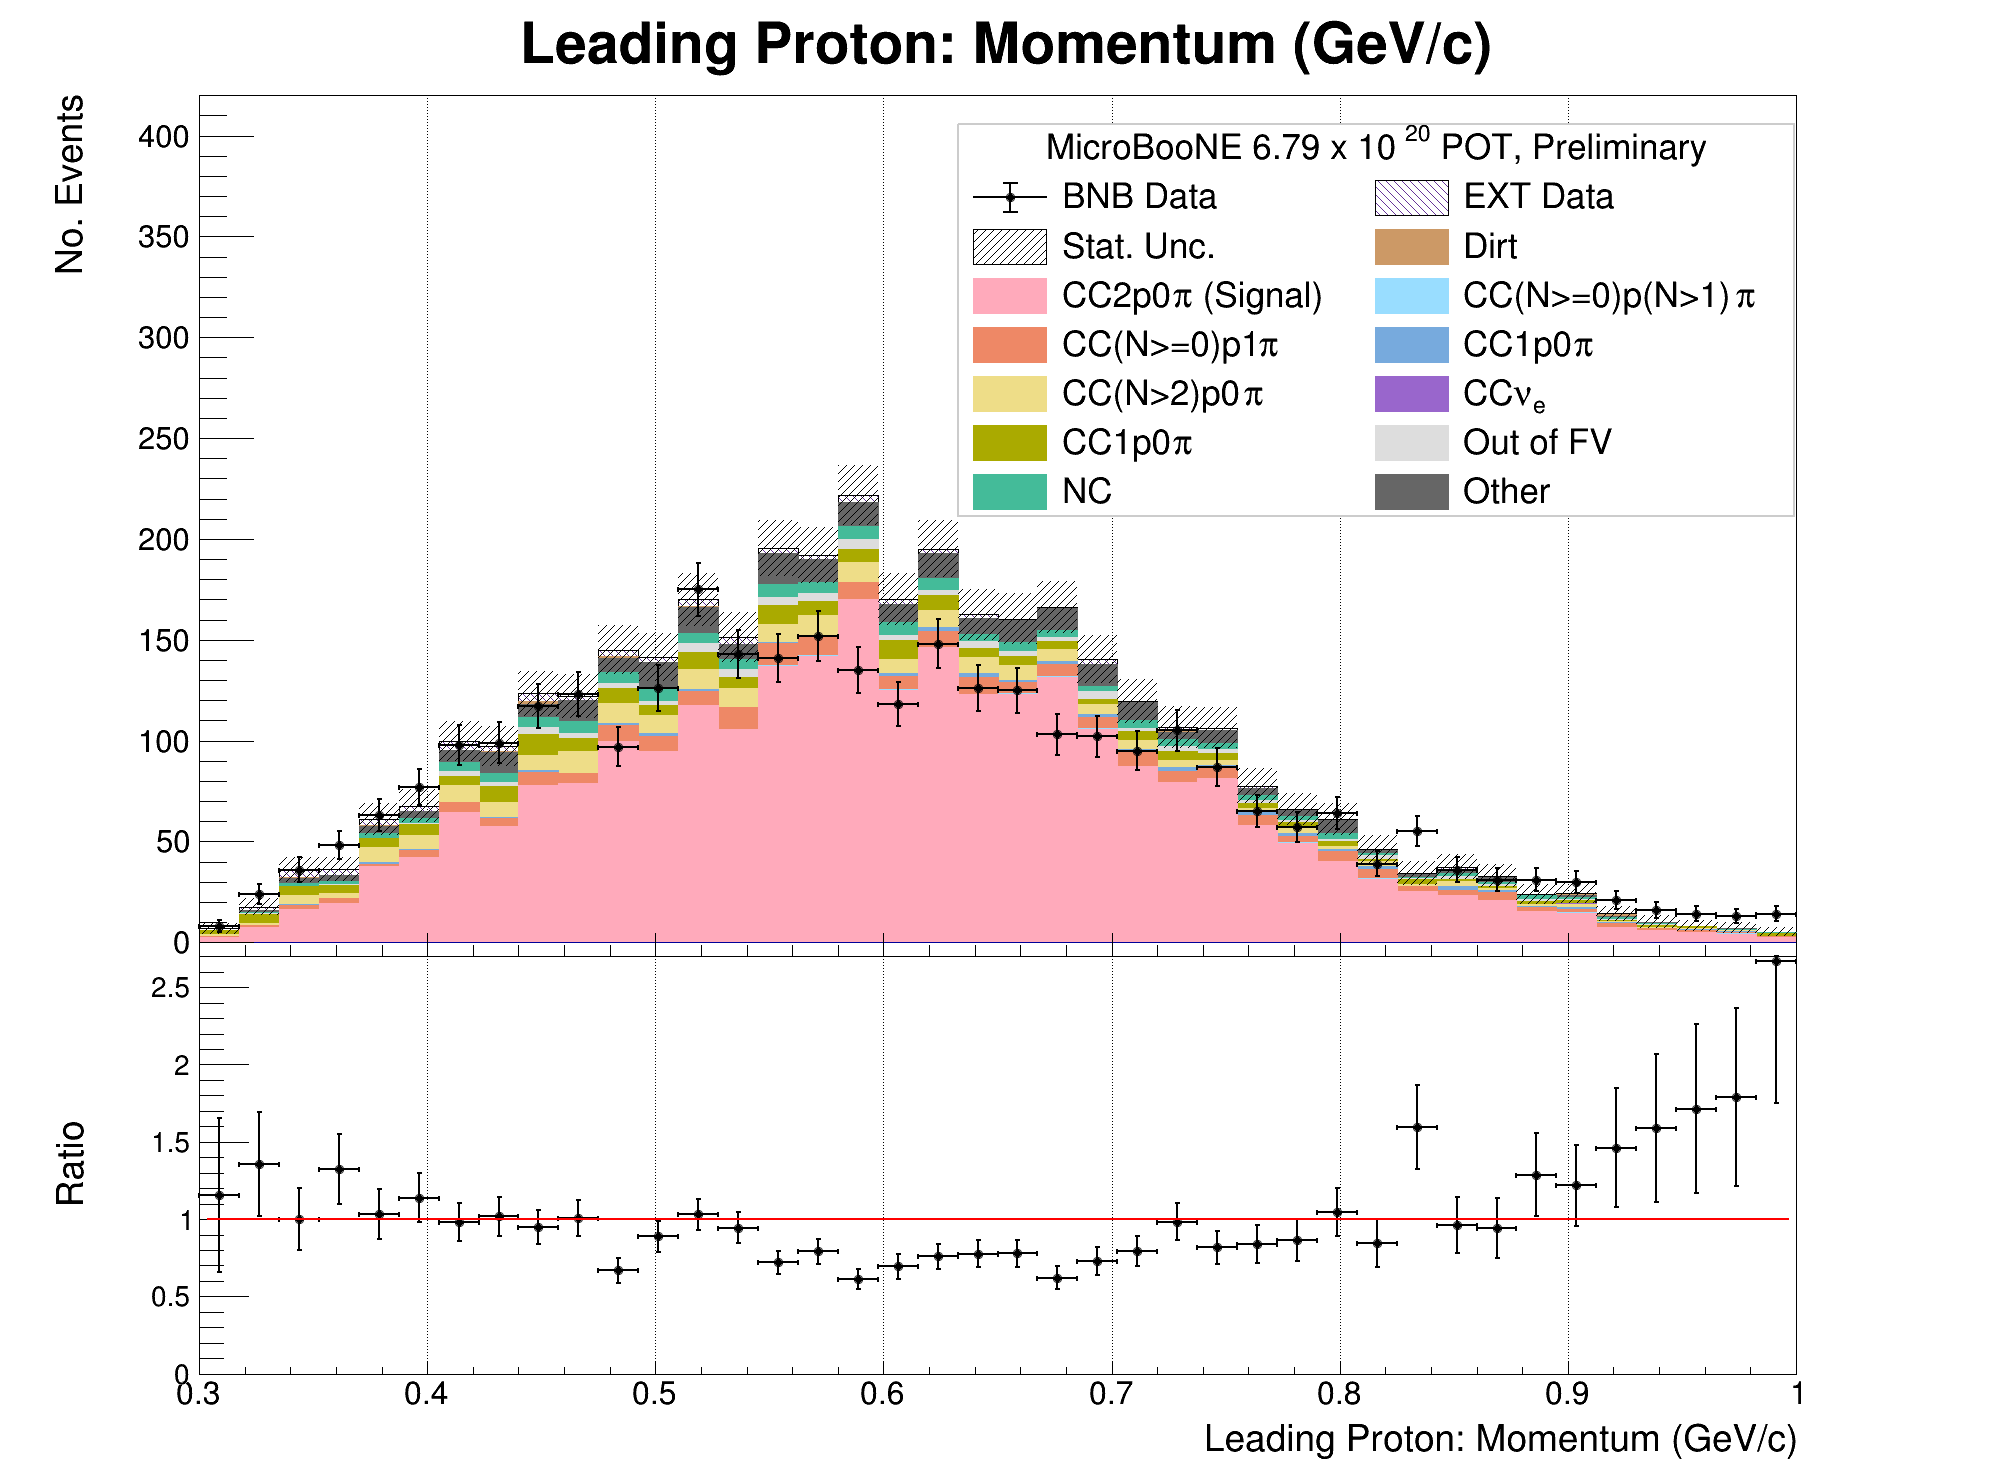 Leading Proton: Momentum (GeV/c)
No. Events
400
350
300
250
200
150
100
50
0
MicroBooNE 6.79 x 10 20 POT, Preliminary
BNB Data
EXT Data
Stat. Unc.
Dirt
CC2p0π (Signal)
CC(N>=0)p(N>1)π
CC(N>=0)p1π
CC1p0π
CC(N>2)p0π
CCνe
CC1p0π
Out of FV
NC
Other
Ratio
2.5
2
1.5
1
0.5
0
0.3 0.4 0.5 0.6 0.7 0.8 0.9 1
Leading Proton: Momentum (GeV/c)